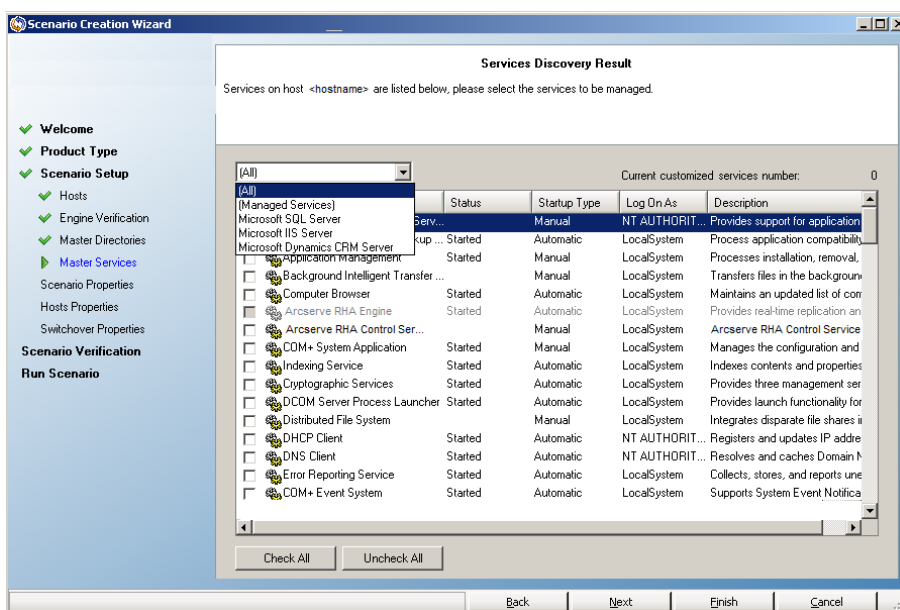 Scenario Creation Wizard
Services Discovery Result
Services on host <hostname> are listed below, please select the services to be managed.
Welcome
Product Type
Scenario Setup
Hosts
Engine Verification
Master Directories
Master Services
Scenario Properties
Hosts Properties
Switchover Properties
Scenario Verification
Run Scenario
(All)
Current customized services number: 0
(All)
(Managed Services)
Microsoft SQL Server
Microsoft IIS Server
Microsoft Dynamics CRM Server
Status Startup Type Log On As Description
Serv... Manual NT AUTHORIT... Provides support for application
kup ... Started Automatic LocalSystem Process application compatibility
Application Management Started Manual LocalSystem Processes installation, removal,
Background Intelligent Transfer ... Manual LocalSystem Transfers files in the backgroun
Computer Browser Started Automatic LocalSystem Maintains an updated list of com
Arcserve RHA Engine Started Automatic LocalSystem Provides real-time replication an
Arcserve RHA Control Ser... Manual LocalSystem Arcserve RHA Control Service
COM+ System Application Started Manual LocalSystem Manages the configuration and
Indexing Service Started Automatic LocalSystem Indexes contents and properties
Cryptographic Services Started Automatic LocalSystem Provides three management ser
DCOM Server Process Launcher Started Automatic LocalSystem Provides launch functionality for
Distributed File System Manual LocalSystem Integrates disparate file shares i
DHCP Client Started Automatic NT AUTHORIT... Registers and updates IP addre
DNS Client Started Automatic NT AUTHORIT... Resolves and caches Domain N
Error Reporting Service Started Automatic LocalSystem Collects, stores, and reports une
COM+ Event System Started Automatic LocalSystem Supports System Event Notifica
Check All Uncheck All
Back Next Finish Cancel